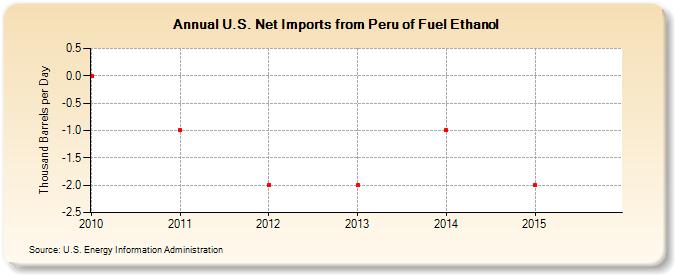 Annual U.S. Net Imports from Peru of Fuel Ethanol
Thousand Barrels per Day
0.5
0.0
-0.5
-1.0
-1.5
-2.0
-2.5
2010 2011 2012 2013 2014 2015
Source: U.S. Energy Information Administration